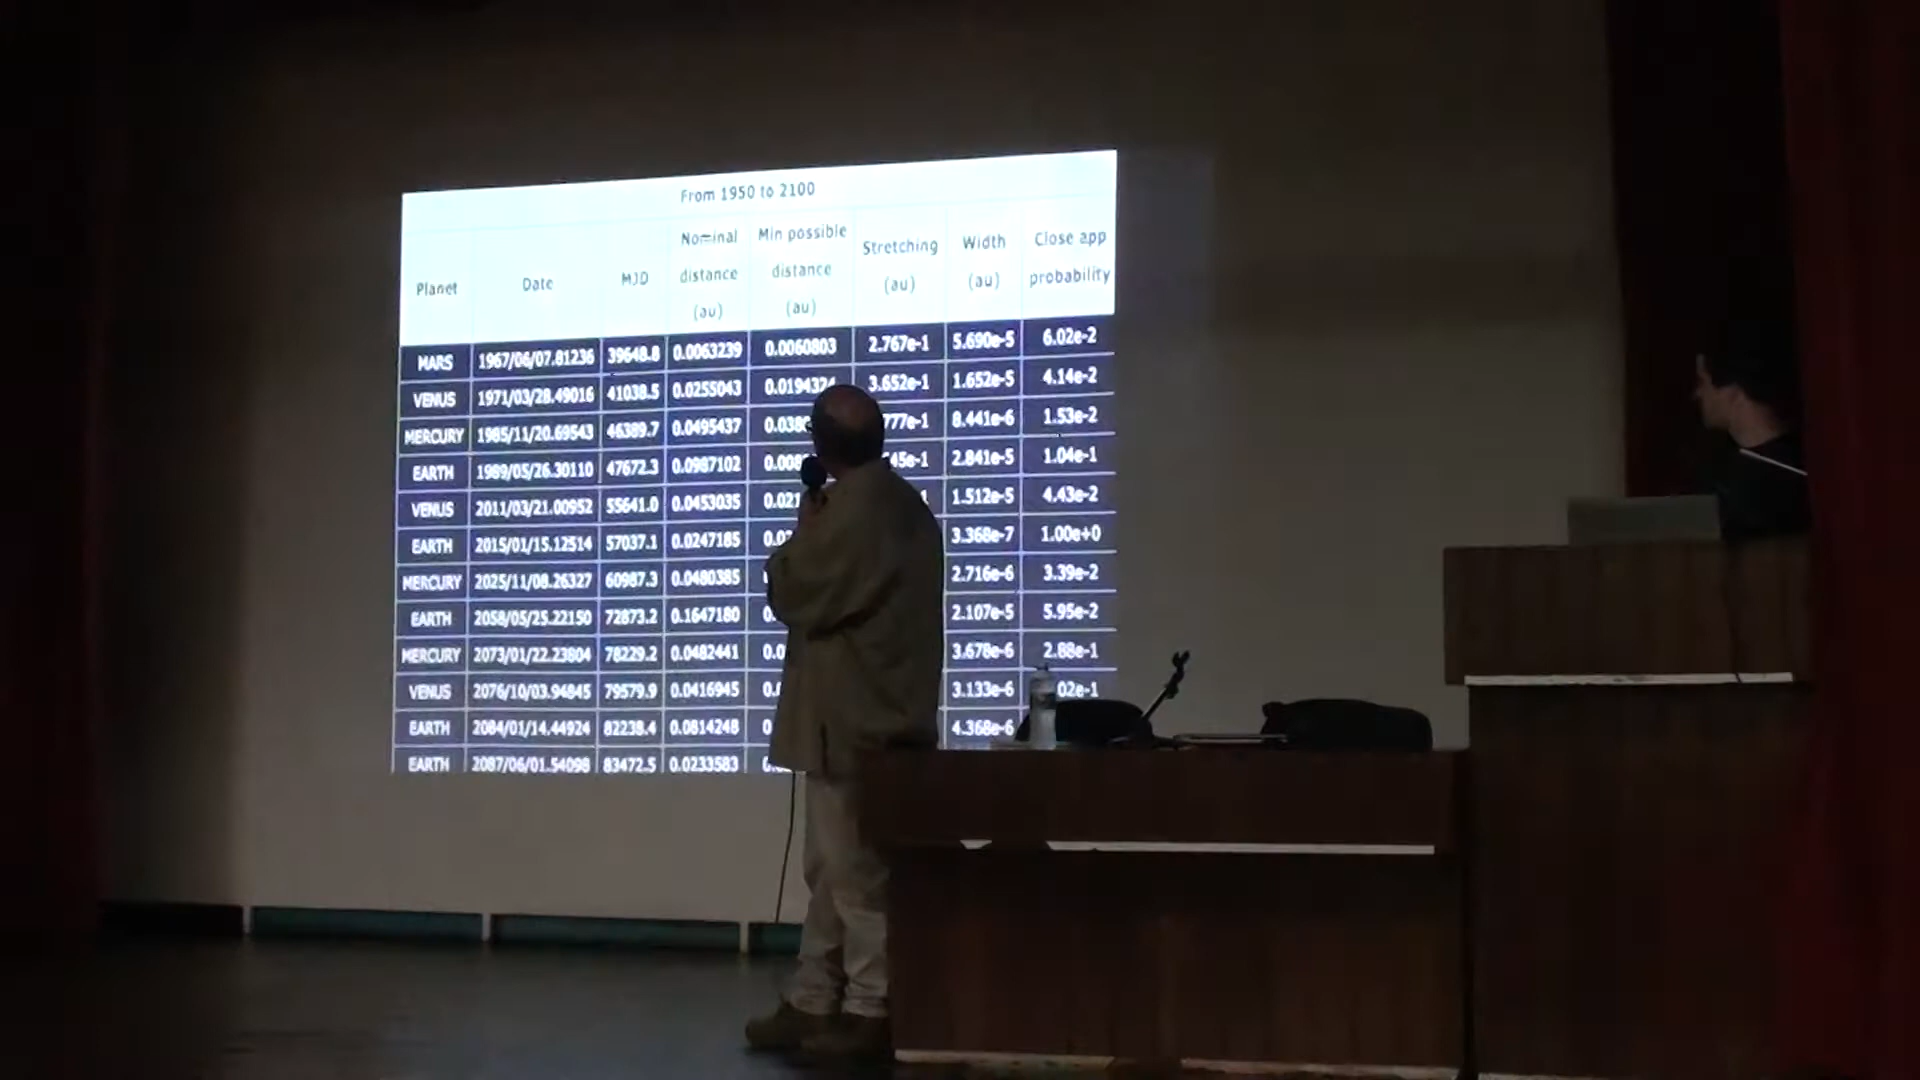 From 1950 to 2100
Planet Date MJD Nominal distance (au) Min possible distance (au) Stretching (au) Width (au) Close app probability
MARS 1967/06/07.81236 39648.8 0.0063239 0.0060803 2.767e-1 5.690e-5 6.02e-2
VENUS 1971/03/28.49016 41038.5 0.0255043 0.0194324 3.652e-1 1.652e-5 4.14e-2
MERCURY 1985/11/20.69543 46389.7 0.0495437 8.441e-6 1.53e-2
EARTH 1989/05/26.30110 47672.3 0.0987102 2.841e-5 1.04e-1
VENUS 2011/03/21.00952 55641.0 0.0453035 1.512e-5 4.43e-2
EARTH 2015/01/15.12514 57037.1 0.0247185 3.368e-7 1.00e+0
MERCURY 2025/11/08.26327 60987.3 0.0480385 2.716e-6 3.39e-2
EARTH 2058/05/25.22150 72873.2 0.1647180 2.107e-5 5.95e-2
MERCURY 2073/01/22.23804 78229.2 0.0482441 3.678e-6 2.88e-1
VENUS 2076/10/03.94845 79579.9 0.0416945 3.133e-6
EARTH 2084/01/14.44924 82238.4 0.0814248 4.368e-6
EARTH 2087/06/01.54098 83472.5 0.0233583